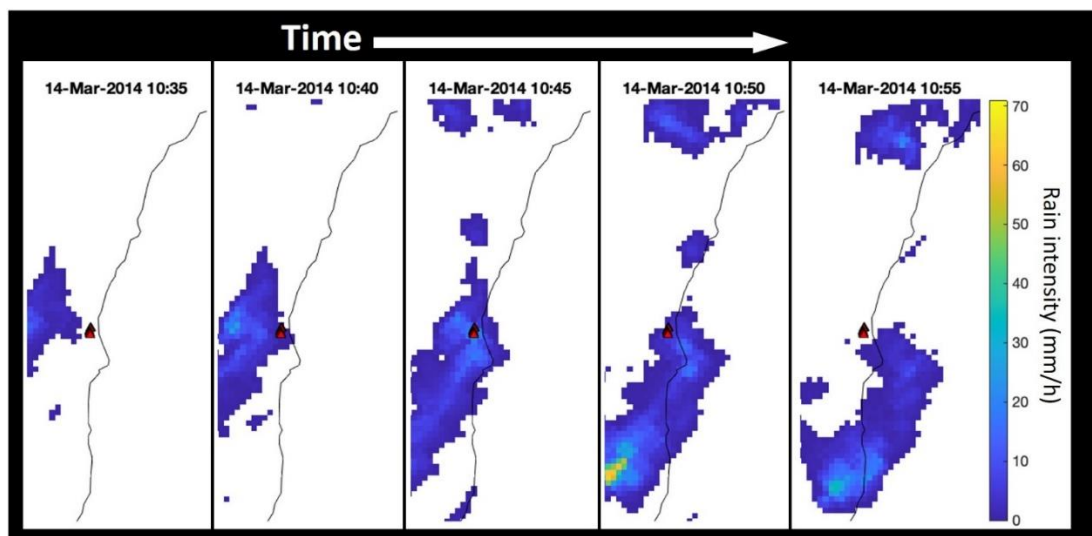 Time
14-Mar-2014 10:35
14-Mar-2014 10:40
14-Mar-2014 10:45
14-Mar-2014 10:50
14-Mar-2014 10:55
70
60
50
40
30
20
10
0
Rain intensity (mm/h)